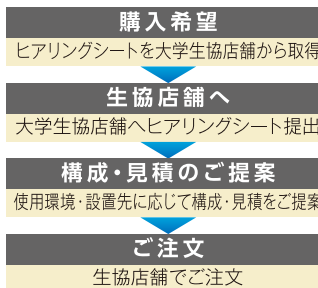 購入希望
ヒアリングシートを大学生協店舗から取得
生協店舗へ
大学生協店舗へヒアリングシート提出
構成・見積のご提案
使用環境・設置先に応じて構成・見積をご提案
ご注文
生協店舗でご注文